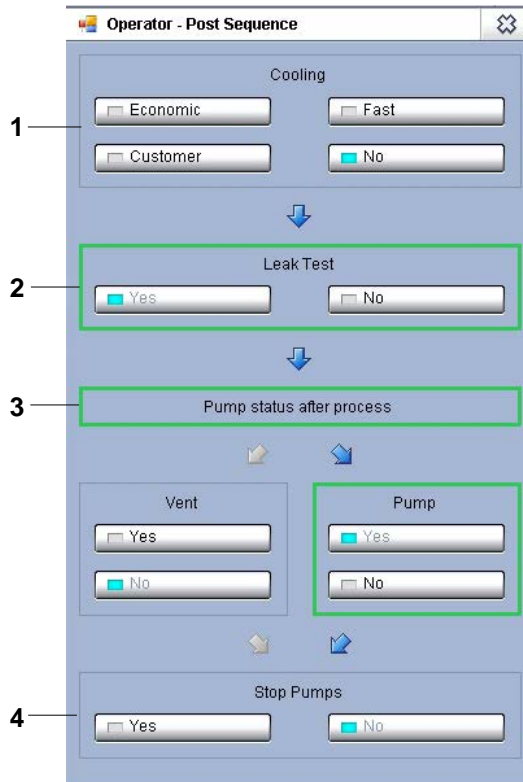 Operator - Post Sequence
Cooling
1
Economic
Fast
Customer
No
Leak Test
2
Yes
No
3
Pump status after process
Vent
Pump
Yes
Yes
No
No
Stop Pumps
4
Yes
No